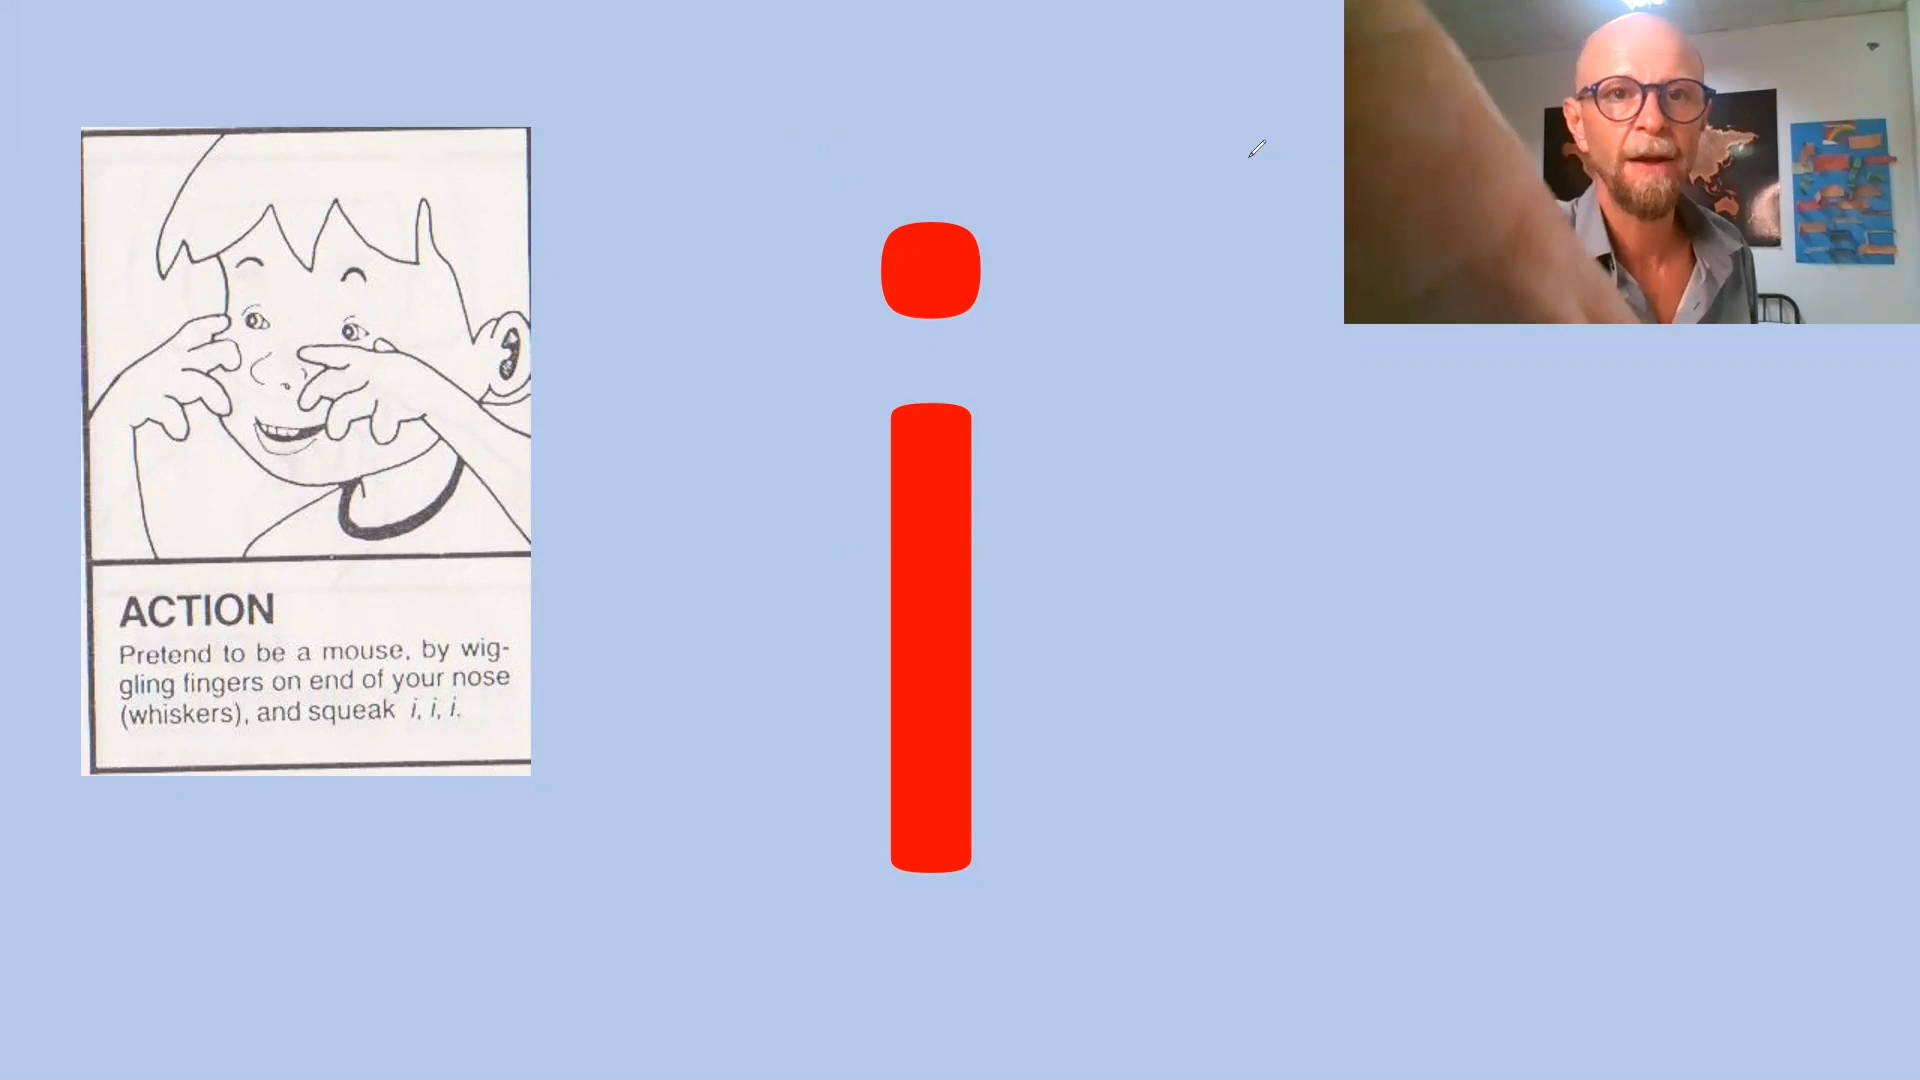 i
ACTION
Pretend to be a mouse, by wig-
gling fingers on end of your nose
(whiskers), and squeak i, i, i.